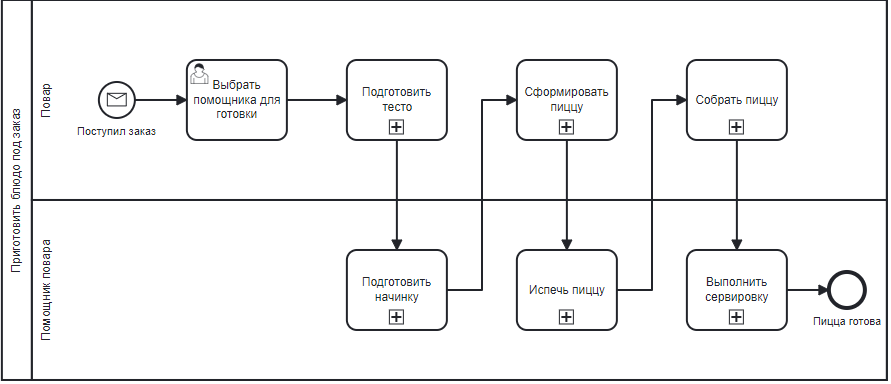 Приготовить блюдо под заказ
Повар
Поступил заказ
Выбрать
помощника для
готовки
Подготовить
тесто
Сформировать
пиццу
Собрать пиццу
Помощник повара
Подготовить
начинку
Испечь пиццу
Выполнить
сервировку
Пицца готова